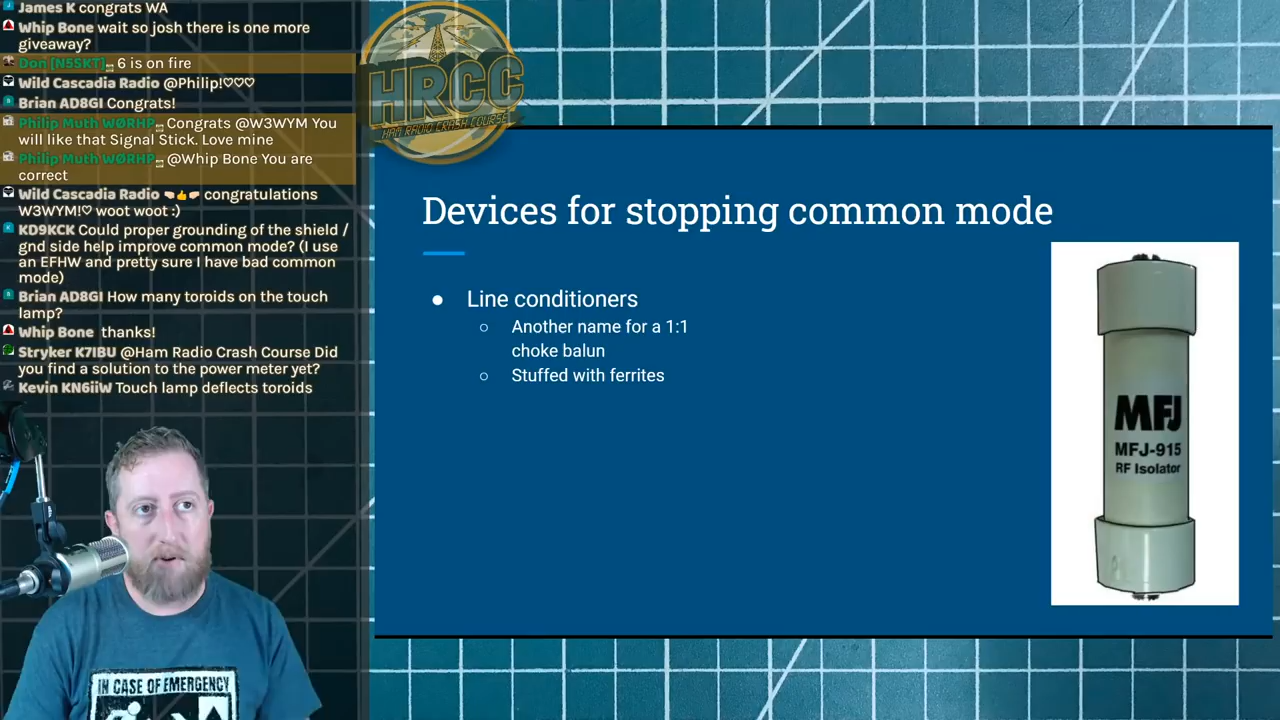 James K congrats WA
Whip Bone wait so josh there is one more
giveaway?
Don [N5SKT] 6 is on fire
Wild Cascadia Radio @Philip!♡♡♡
Brian AD8GI Congrats!
Philip Muth WØRHP Congrats @W3WYM You
will like that Signal Stick. Love mine
Philip Muth WØRHP @Whip Bone You are
correct
Wild Cascadia Radio 🤜👍🤛 congratulations
W3WYM!♡ woot woot :)
KD9KCK Could proper grounding of the shield /
gnd side help improve common mode? (I use
an EFHW and pretty sure I have bad common
mode)
Brian AD8GI How many toroids on the touch
lamp?
Whip Bone thanks!
Stryker K7IBU @Ham Radio Crash Course Did
you find a solution to the power meter yet?
Kevin KN6iiW Touch lamp deflects toroids
HRCC
HAM RADIO CRASH COURSE
Devices for stopping common mode
● Line conditioners
○ Another name for a 1:1
choke balun
○ Stuffed with ferrites
MFJ
MFJ-915
RF Isolator
IN CASE OF EMERGENCY